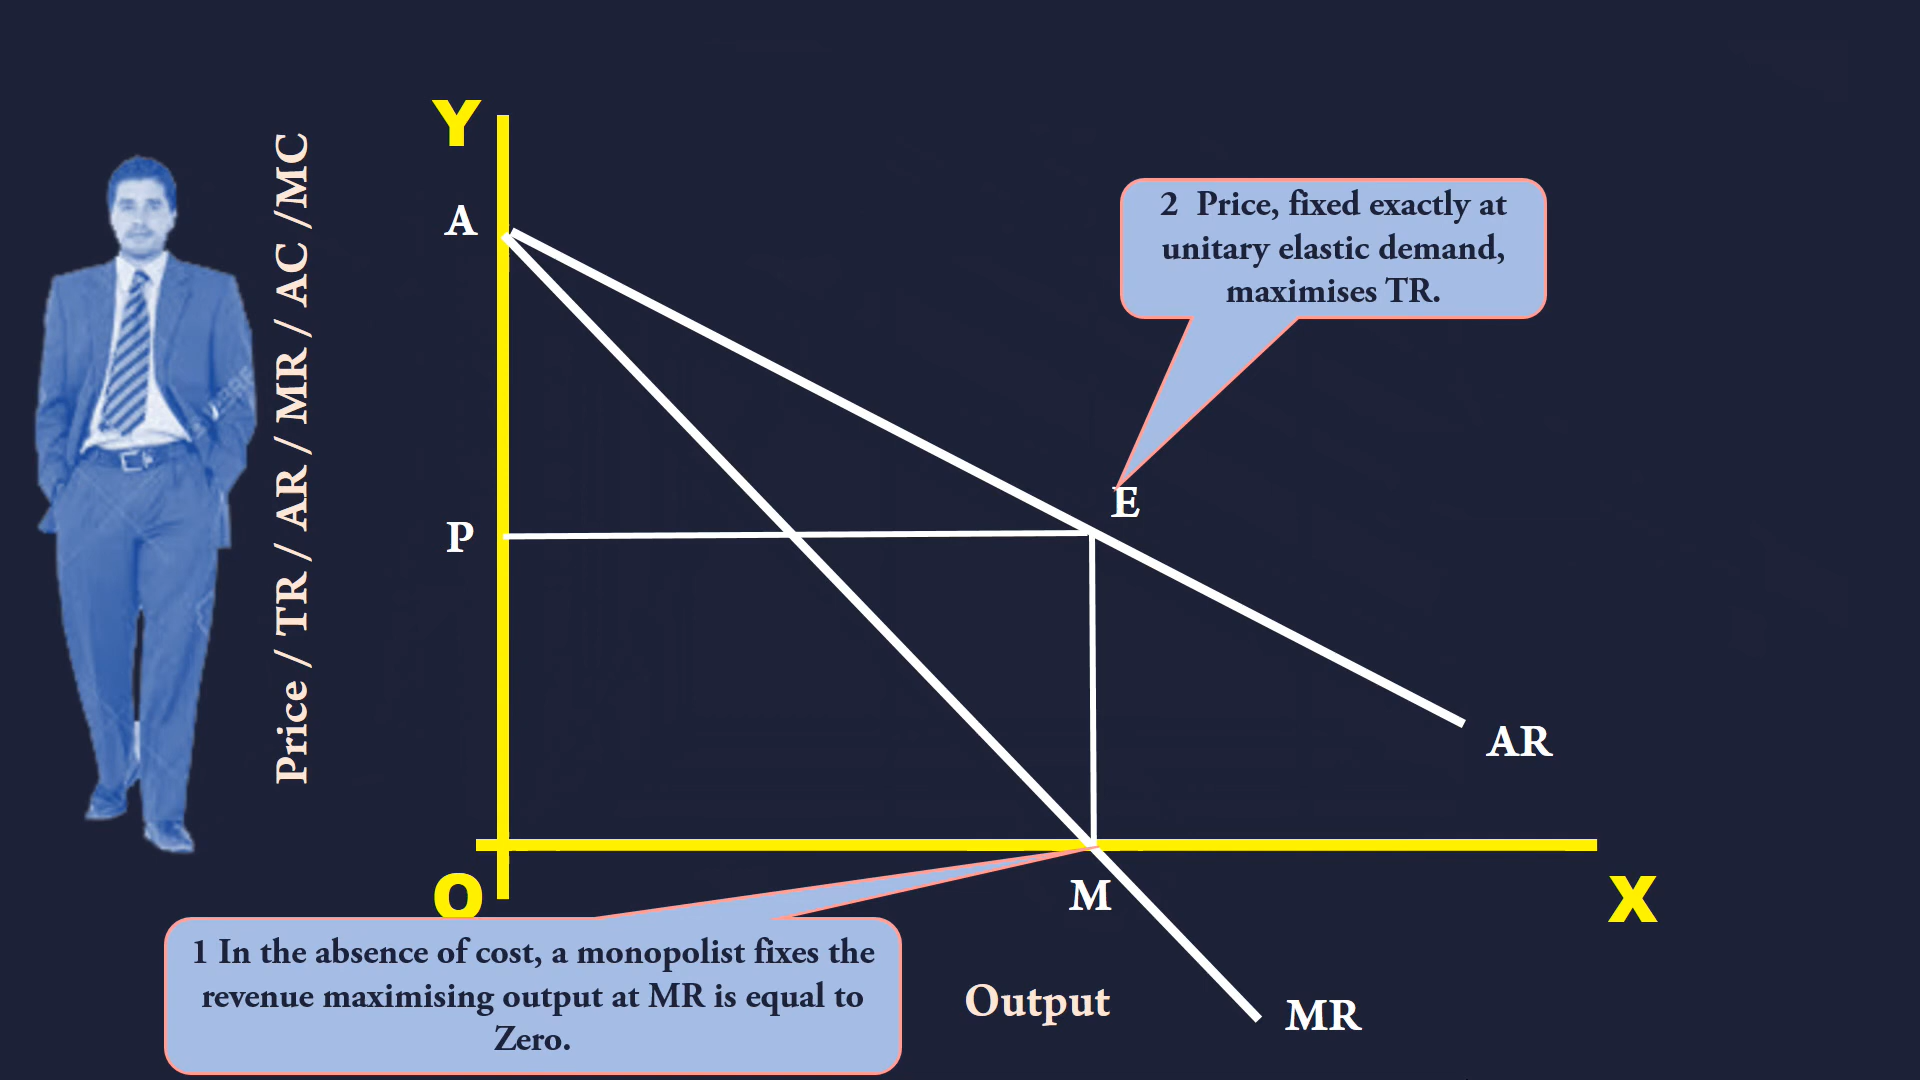 Y
A
Price / TR / AR / MR / AC /MC
2  Price, fixed exactly at
unitary elastic demand,
maximises TR.
E
P
AR
O
M
X
1 In the absence of cost, a monopolist fixes the
revenue maximising output at MR is equal to
Zero.
Output
MR